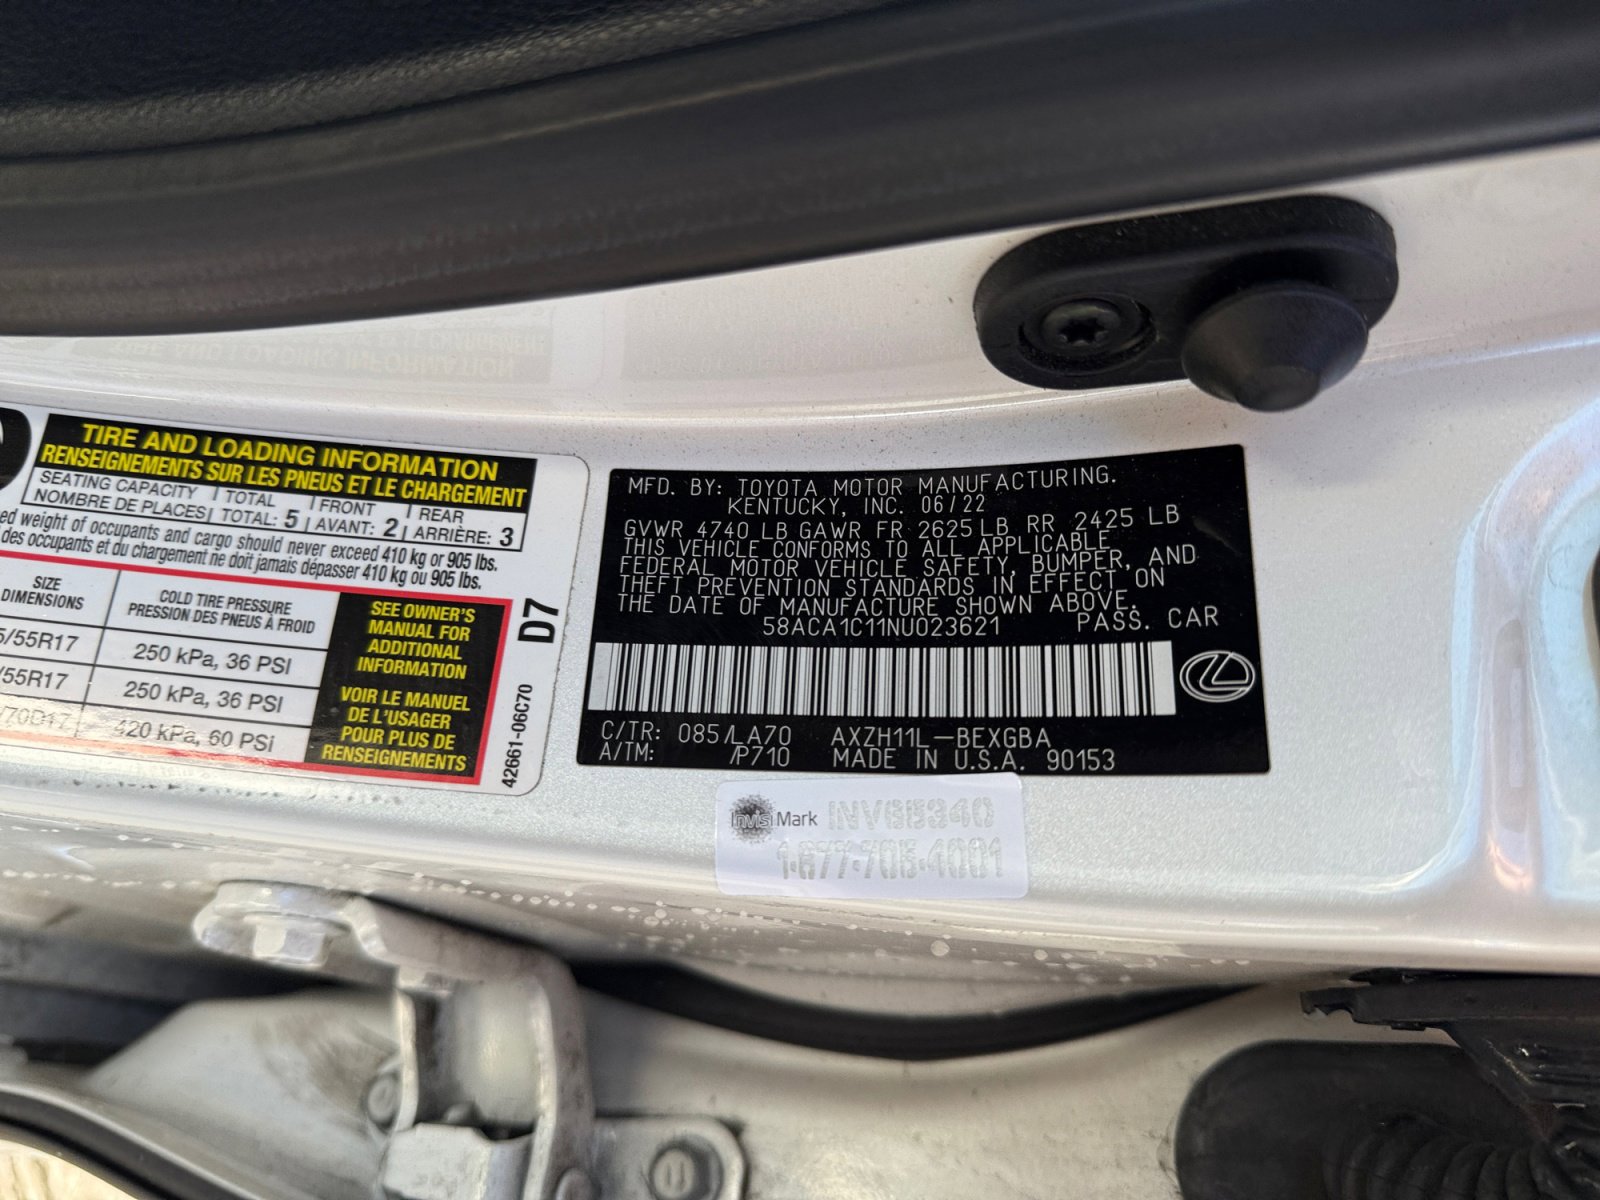 TIRE AND LOADING INFORMATION
RENSEIGNEMENTS SUR LES PNEUS ET LE CHARGEMENT
SEATING CAPACITY TOTAL FRONT REAR
NOMBRE DE PLACES TOTAL: 5 AVANT: 2 ARRIÈRE: 3
weight of occupants and cargo should never exceed 410 kg or 905 lbs.
des occupants et du chargement ne doit jamais dépasser 410 kg ou 905 lbs.
SIZE
DIMENSIONS
COLD TIRE PRESSURE
PRESSION DES PNEUS À FROID
/55R17 250 kPa, 36 PSI
/55R17 250 kPa, 36 PSI
/70D17 420 kPa, 60 PSi
SEE OWNER'S
MANUAL FOR
ADDITIONAL
INFORMATION
VOIR LE MANUEL
DE L'USAGER
POUR PLUS DE
RENSEIGNEMENTS
D7
42661-06C70
MFD. BY: TOYOTA MOTOR MANUFACTURING.
KENTUCKY, INC. 06/22
GVWR 4740 LB GAWR FR 2625 LB RR 2425 LB
THIS VEHICLE CONFORMS TO ALL APPLICABLE
FEDERAL MOTOR VEHICLE SAFETY, BUMPER, AND
THEFT PREVENTION STANDARDS IN EFFECT ON
THE DATE OF MANUFACTURE SHOWN ABOVE.
58ACA1C11NU023621 PASS. CAR
C/TR: 085/LA70 AXZH11L-BEXGBA
A/TM: /P710 MADE IN U.S.A. 90153
InvisiMark
1-877-705-4001